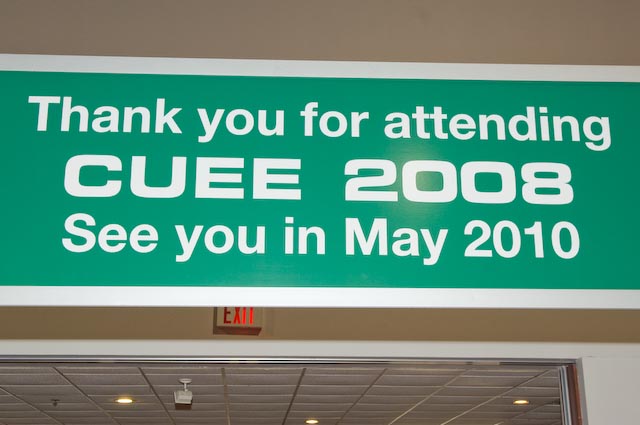 Thank you for attending
CUEE 2008
See you in May 2010
EXIT